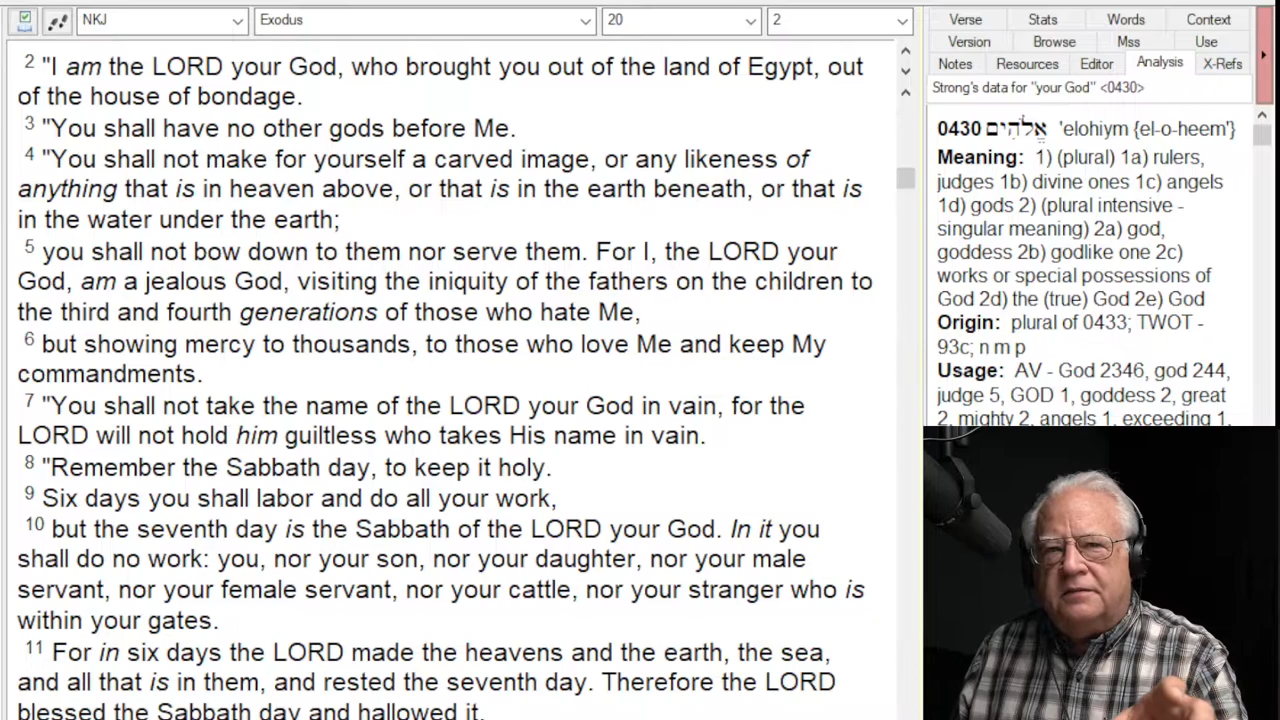 NKJ Exodus 20 2
2 "I am the LORD your God, who brought you out of the land of Egypt, out
of the house of bondage.
3 "You shall have no other gods before Me.
4 "You shall not make for yourself a carved image, or any likeness of
anything that is in heaven above, or that is in the earth beneath, or that is
in the water under the earth;
5 you shall not bow down to them nor serve them. For I, the LORD your
God, am a jealous God, visiting the iniquity of the fathers on the children to
the third and fourth generations of those who hate Me,
6 but showing mercy to thousands, to those who love Me and keep My
commandments.
7 "You shall not take the name of the LORD your God in vain, for the
LORD will not hold him guiltless who takes His name in vain.
8 "Remember the Sabbath day, to keep it holy.
9 Six days you shall labor and do all your work,
10 but the seventh day is the Sabbath of the LORD your God. In it you
shall do no work: you, nor your son, nor your daughter, nor your male
servant, nor your female servant, nor your cattle, nor your stranger who is
within your gates.
11 For in six days the LORD made the heavens and the earth, the sea,
and all that is in them, and rested the seventh day. Therefore the LORD
blessed the Sabbath day and hallowed it.
Verse Stats Words Context
Version Browse Mss Use
Notes Resources Editor Analysis X-Refs
Strong's data for "your God" <0430>
0430 אֱלֹהִים 'elohiym {el-o-heem'}
Meaning: 1) (plural) 1a) rulers,
judges 1b) divine ones 1c) angels
1d) gods 2) (plural intensive -
singular meaning) 2a) god,
goddess 2b) godlike one 2c)
works or special possessions of
God 2d) the (true) God 2e) God
Origin: plural of 0433; TWOT -
93c; n m p
Usage: AV - God 2346, god 244,
judge 5, GOD 1, goddess 2, great
2, mighty 2, angels 1, exceeding 1,